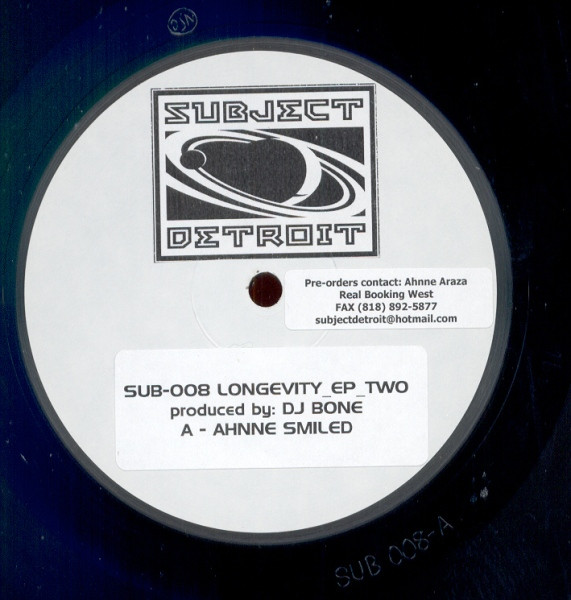 SUBJECT
DETROIT
Pre-orders contact: Ahnne Araza
Real Booking West
FAX (818) 892-5877
subjectdetroit@hotmail.com
SUB-008 LONGEVITY_EP_TWO
produced by: DJ BONE
A - AHNNE SMILED
SUB 008-A